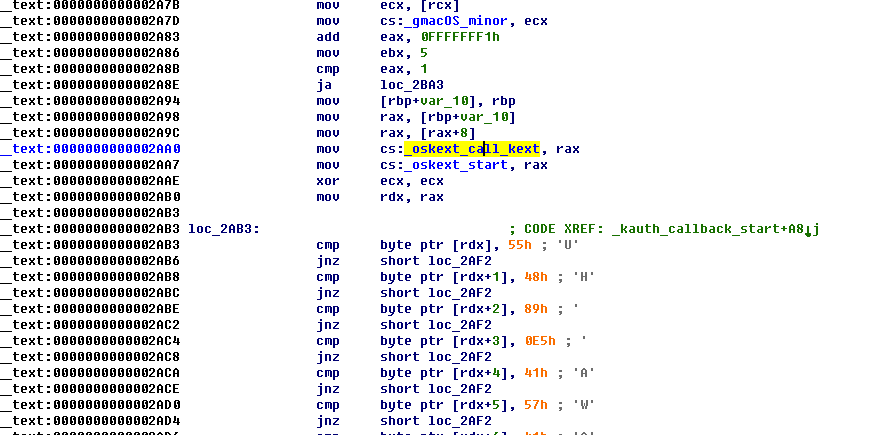 __text:0000000000002A7B mov ecx, [rcx]
__text:0000000000002A7D mov cs:_gmacOS_minor, ecx
__text:0000000000002A83 add eax, 0FFFFFFF1h
__text:0000000000002A86 mov ebx, 5
__text:0000000000002A8B cmp eax, 1
__text:0000000000002A8E ja loc_2BA3
__text:0000000000002A94 mov [rbp+var_10], rbp
__text:0000000000002A98 mov rax, [rbp+var_10]
__text:0000000000002A9C mov rax, [rax+8]
__text:0000000000002AA0 mov cs:_oskext_call_kext, rax
__text:0000000000002AA7 mov cs:_oskext_start, rax
__text:0000000000002AAE xor ecx, ecx
__text:0000000000002AB0 mov rdx, rax
__text:0000000000002AB3
__text:0000000000002AB3 loc_2AB3: ; CODE XREF: _kauth_callback_start+A8↓j
__text:0000000000002AB3 cmp byte ptr [rdx], 55h ; 'U'
__text:0000000000002AB6 jnz short loc_2AF2
__text:0000000000002AB8 cmp byte ptr [rdx+1], 48h ; 'H'
__text:0000000000002ABC jnz short loc_2AF2
__text:0000000000002ABE cmp byte ptr [rdx+2], 89h ; '
__text:0000000000002AC2 jnz short loc_2AF2
__text:0000000000002AC4 cmp byte ptr [rdx+3], 0E5h ; '
__text:0000000000002AC8 jnz short loc_2AF2
__text:0000000000002ACA cmp byte ptr [rdx+4], 41h ; 'A'
__text:0000000000002ACE jnz short loc_2AF2
__text:0000000000002AD0 cmp byte ptr [rdx+5], 57h ; 'W'
__text:0000000000002AD4 jnz short loc_2AF2